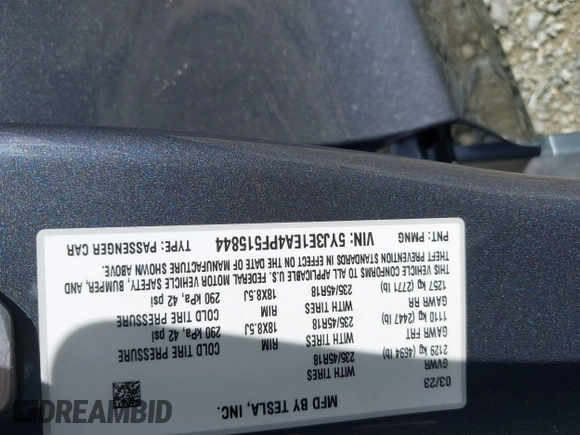 MFD BY TESLA, INC.
03/23
GVWR
2129 kg (4694 lb)
GAWR FRT
1110 kg (2447 lb)
GAWR RR
1257 kg (2771 lb)
WITH TIRES
235/45R18
WITH TIRES
235/45R18
RIM
18X8.5J
RIM
18X8.5J
COLD TIRE PRESSURE
290 kPa, 42 psi
COLD TIRE PRESSURE
290 kPa, 42 psi
THIS VEHICLE CONFORMS TO ALL APPLICABLE U.S. FEDERAL MOTOR VEHICLE SAFETY, BUMPER, AND
THEFT PREVENTION STANDARDS IN EFFECT ON THE DATE OF MANUFACTURE SHOWN ABOVE.
PNT: PMNG VIN: 5YJ3E1EA4PF515844 TYPE: PASSENGER CAR
DREAMBID